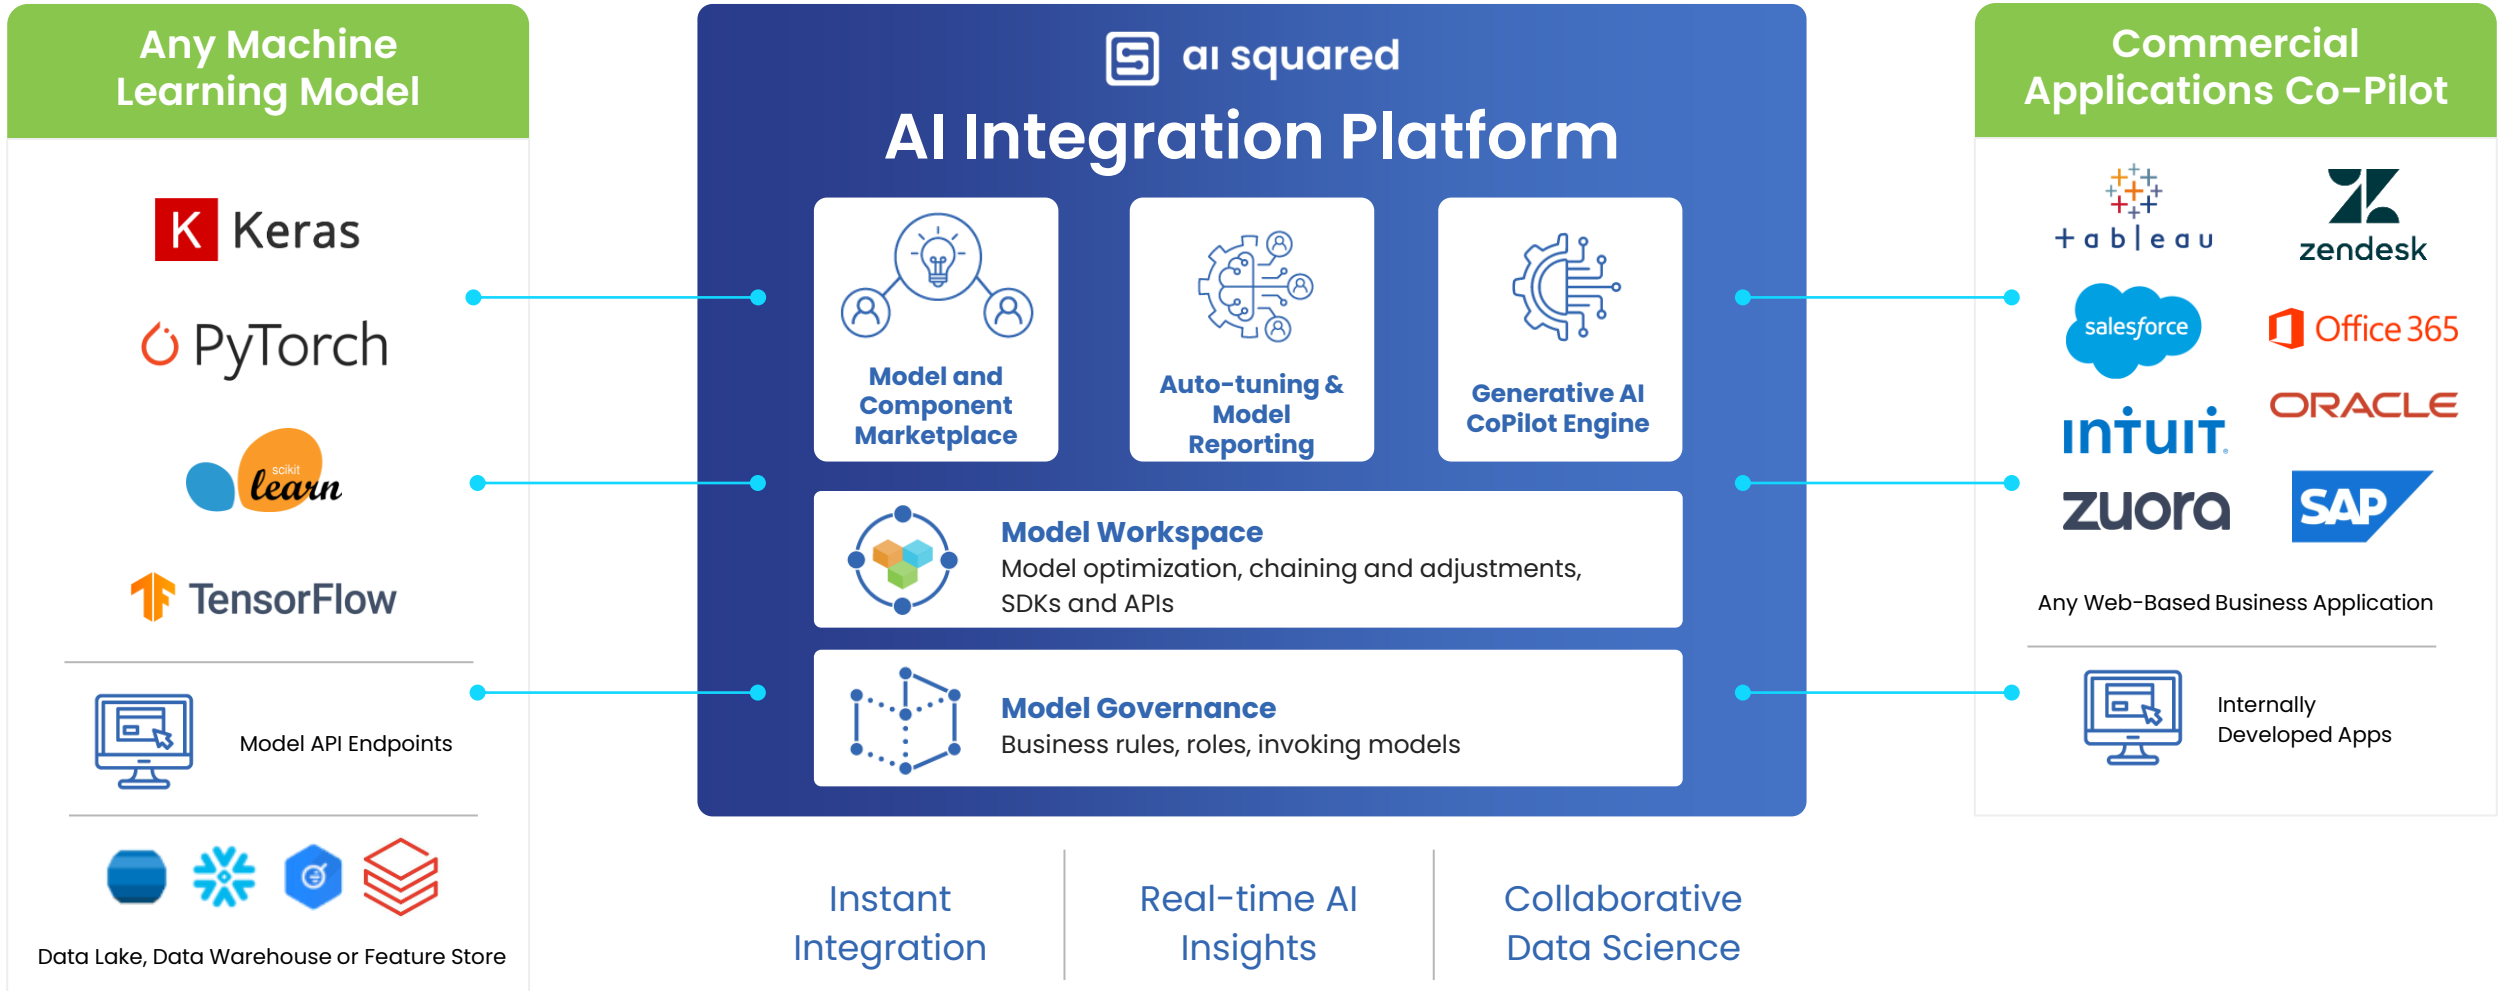 Any Machine
Learning Model
K Keras
PyTorch
scikit
learn
TensorFlow
Model API Endpoints
Data Lake, Data Warehouse or Feature Store
ai squared
AI Integration Platform
Model and
Component
Marketplace
Auto-tuning &
Model
Reporting
Generative AI
CoPilot Engine
Model Workspace
Model optimization, chaining and adjustments,
SDKs and APIs
Model Governance
Business rules, roles, invoking models
Instant
Integration
Real-time AI
Insights
Collaborative
Data Science
Commercial
Applications Co-Pilot
tableau
zendesk
salesforce
Office 365
ORACLE
intuit®
zuora
SAP
Any Web-Based Business Application
Internally
Developed Apps